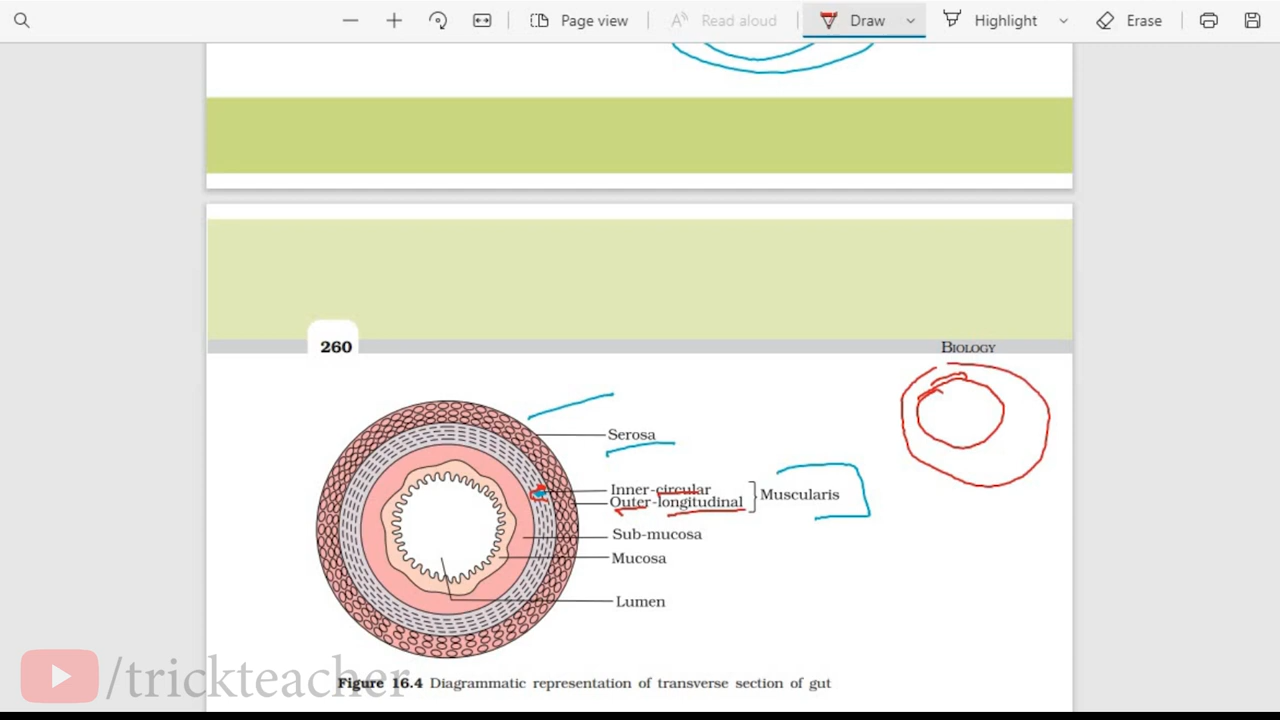 Page view
Read aloud
Draw
Highlight
Erase
260
BIOLOGY
Serosa
Inner-circular
Outer-longitudinal
Muscularis
Sub-mucosa
Mucosa
Lumen
/trickteacher
Figure 16.4 Diagrammatic representation of transverse section of gut